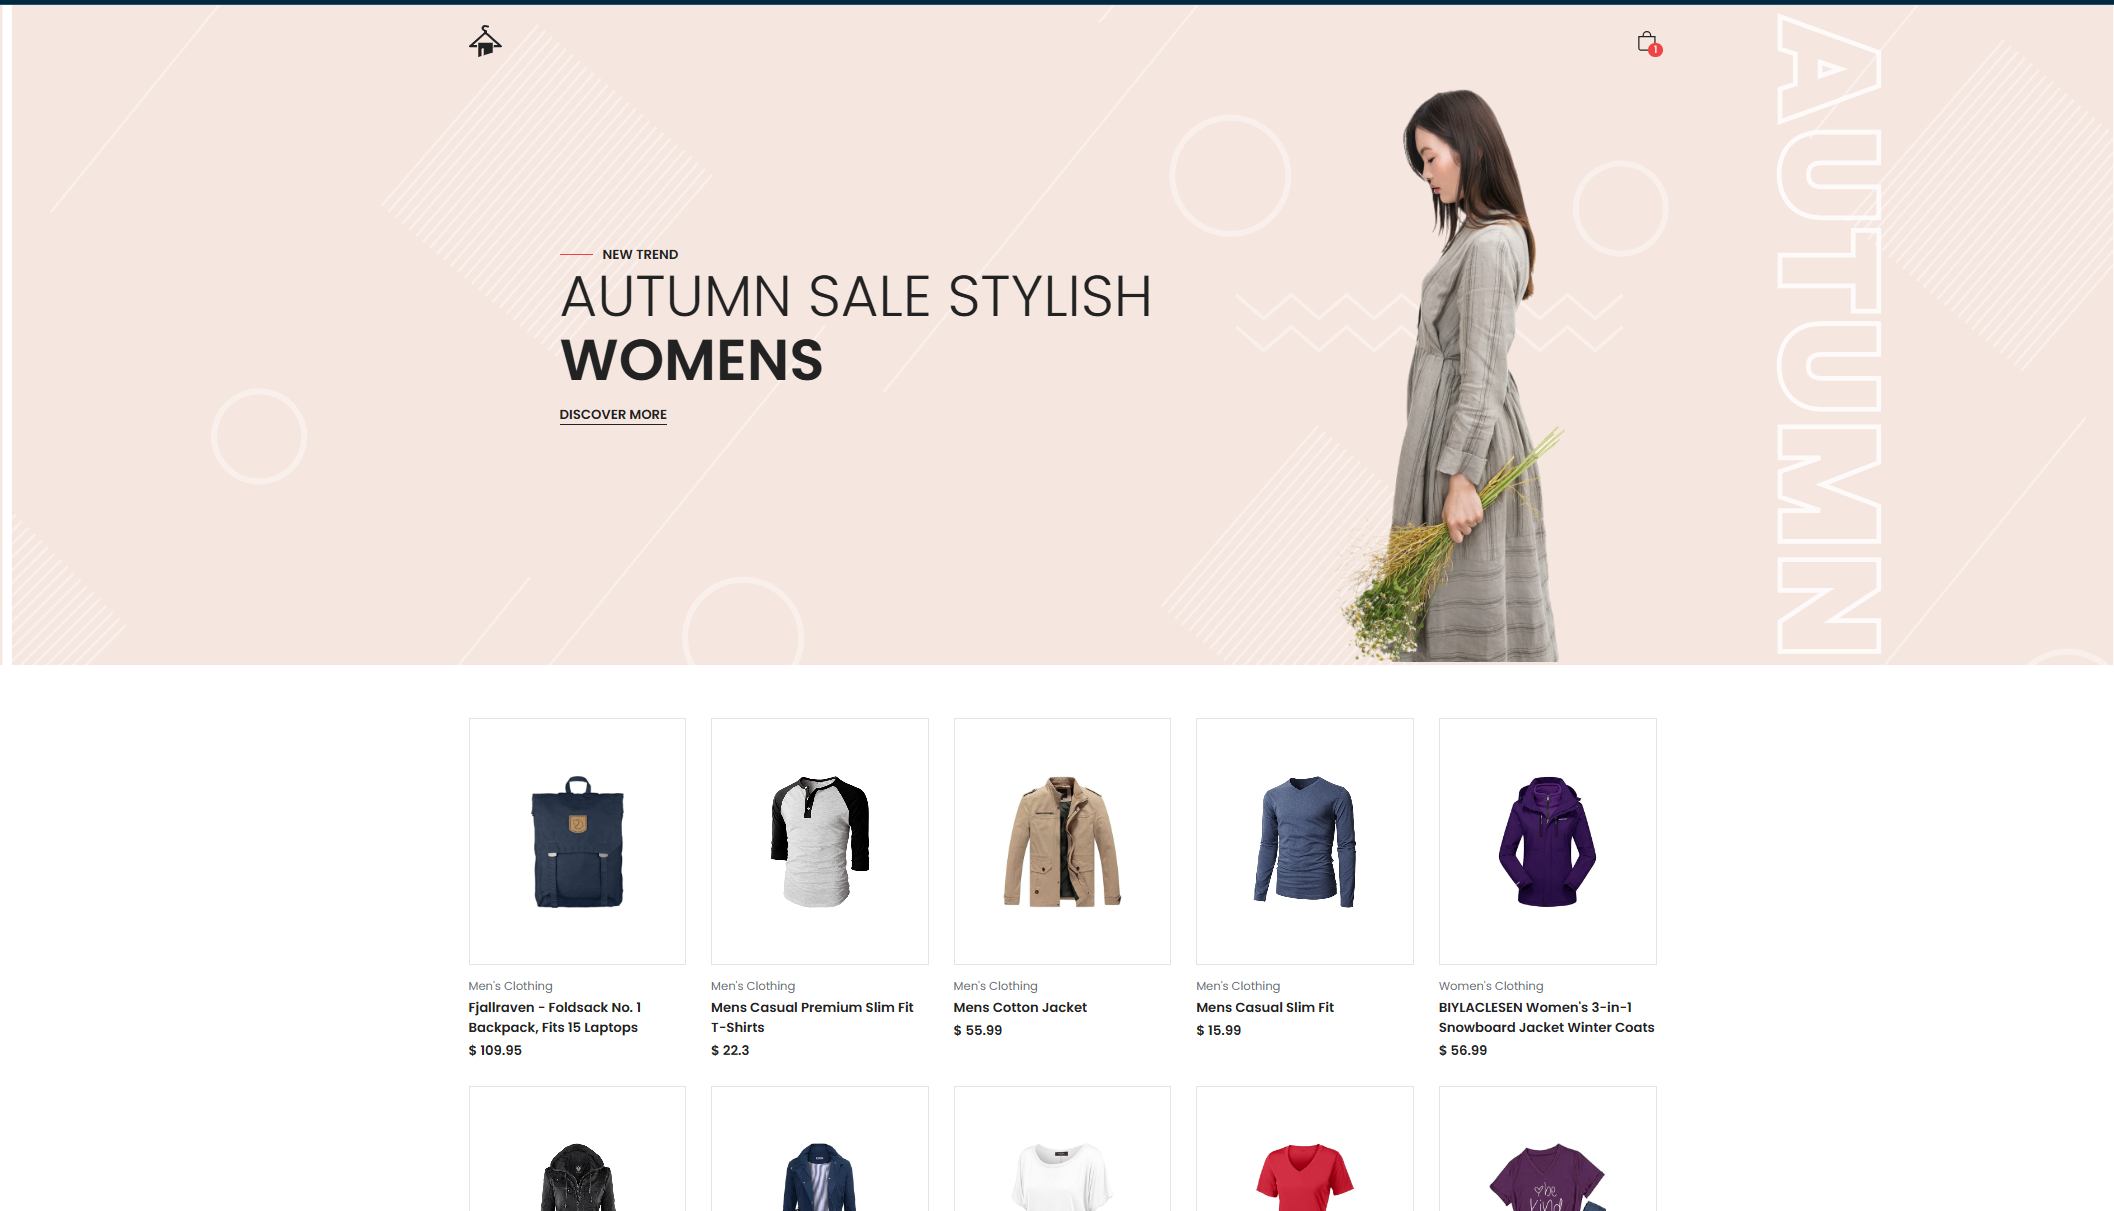 1
AUTUMN
NEW TREND
AUTUMN SALE STYLISH
WOMENS
DISCOVER MORE
Men's Clothing
Fjallraven - Foldsack No. 1
Backpack, Fits 15 Laptops
$ 109.95
Men's Clothing
Mens Casual Premium Slim Fit
T-Shirts
$ 22.3
Men's Clothing
Mens Cotton Jacket
$ 55.99
Men's Clothing
Mens Casual Slim Fit
$ 15.99
Women's Clothing
BIYLACLESEN Women's 3-in-1
Snowboard Jacket Winter Coats
$ 56.99
be
kind